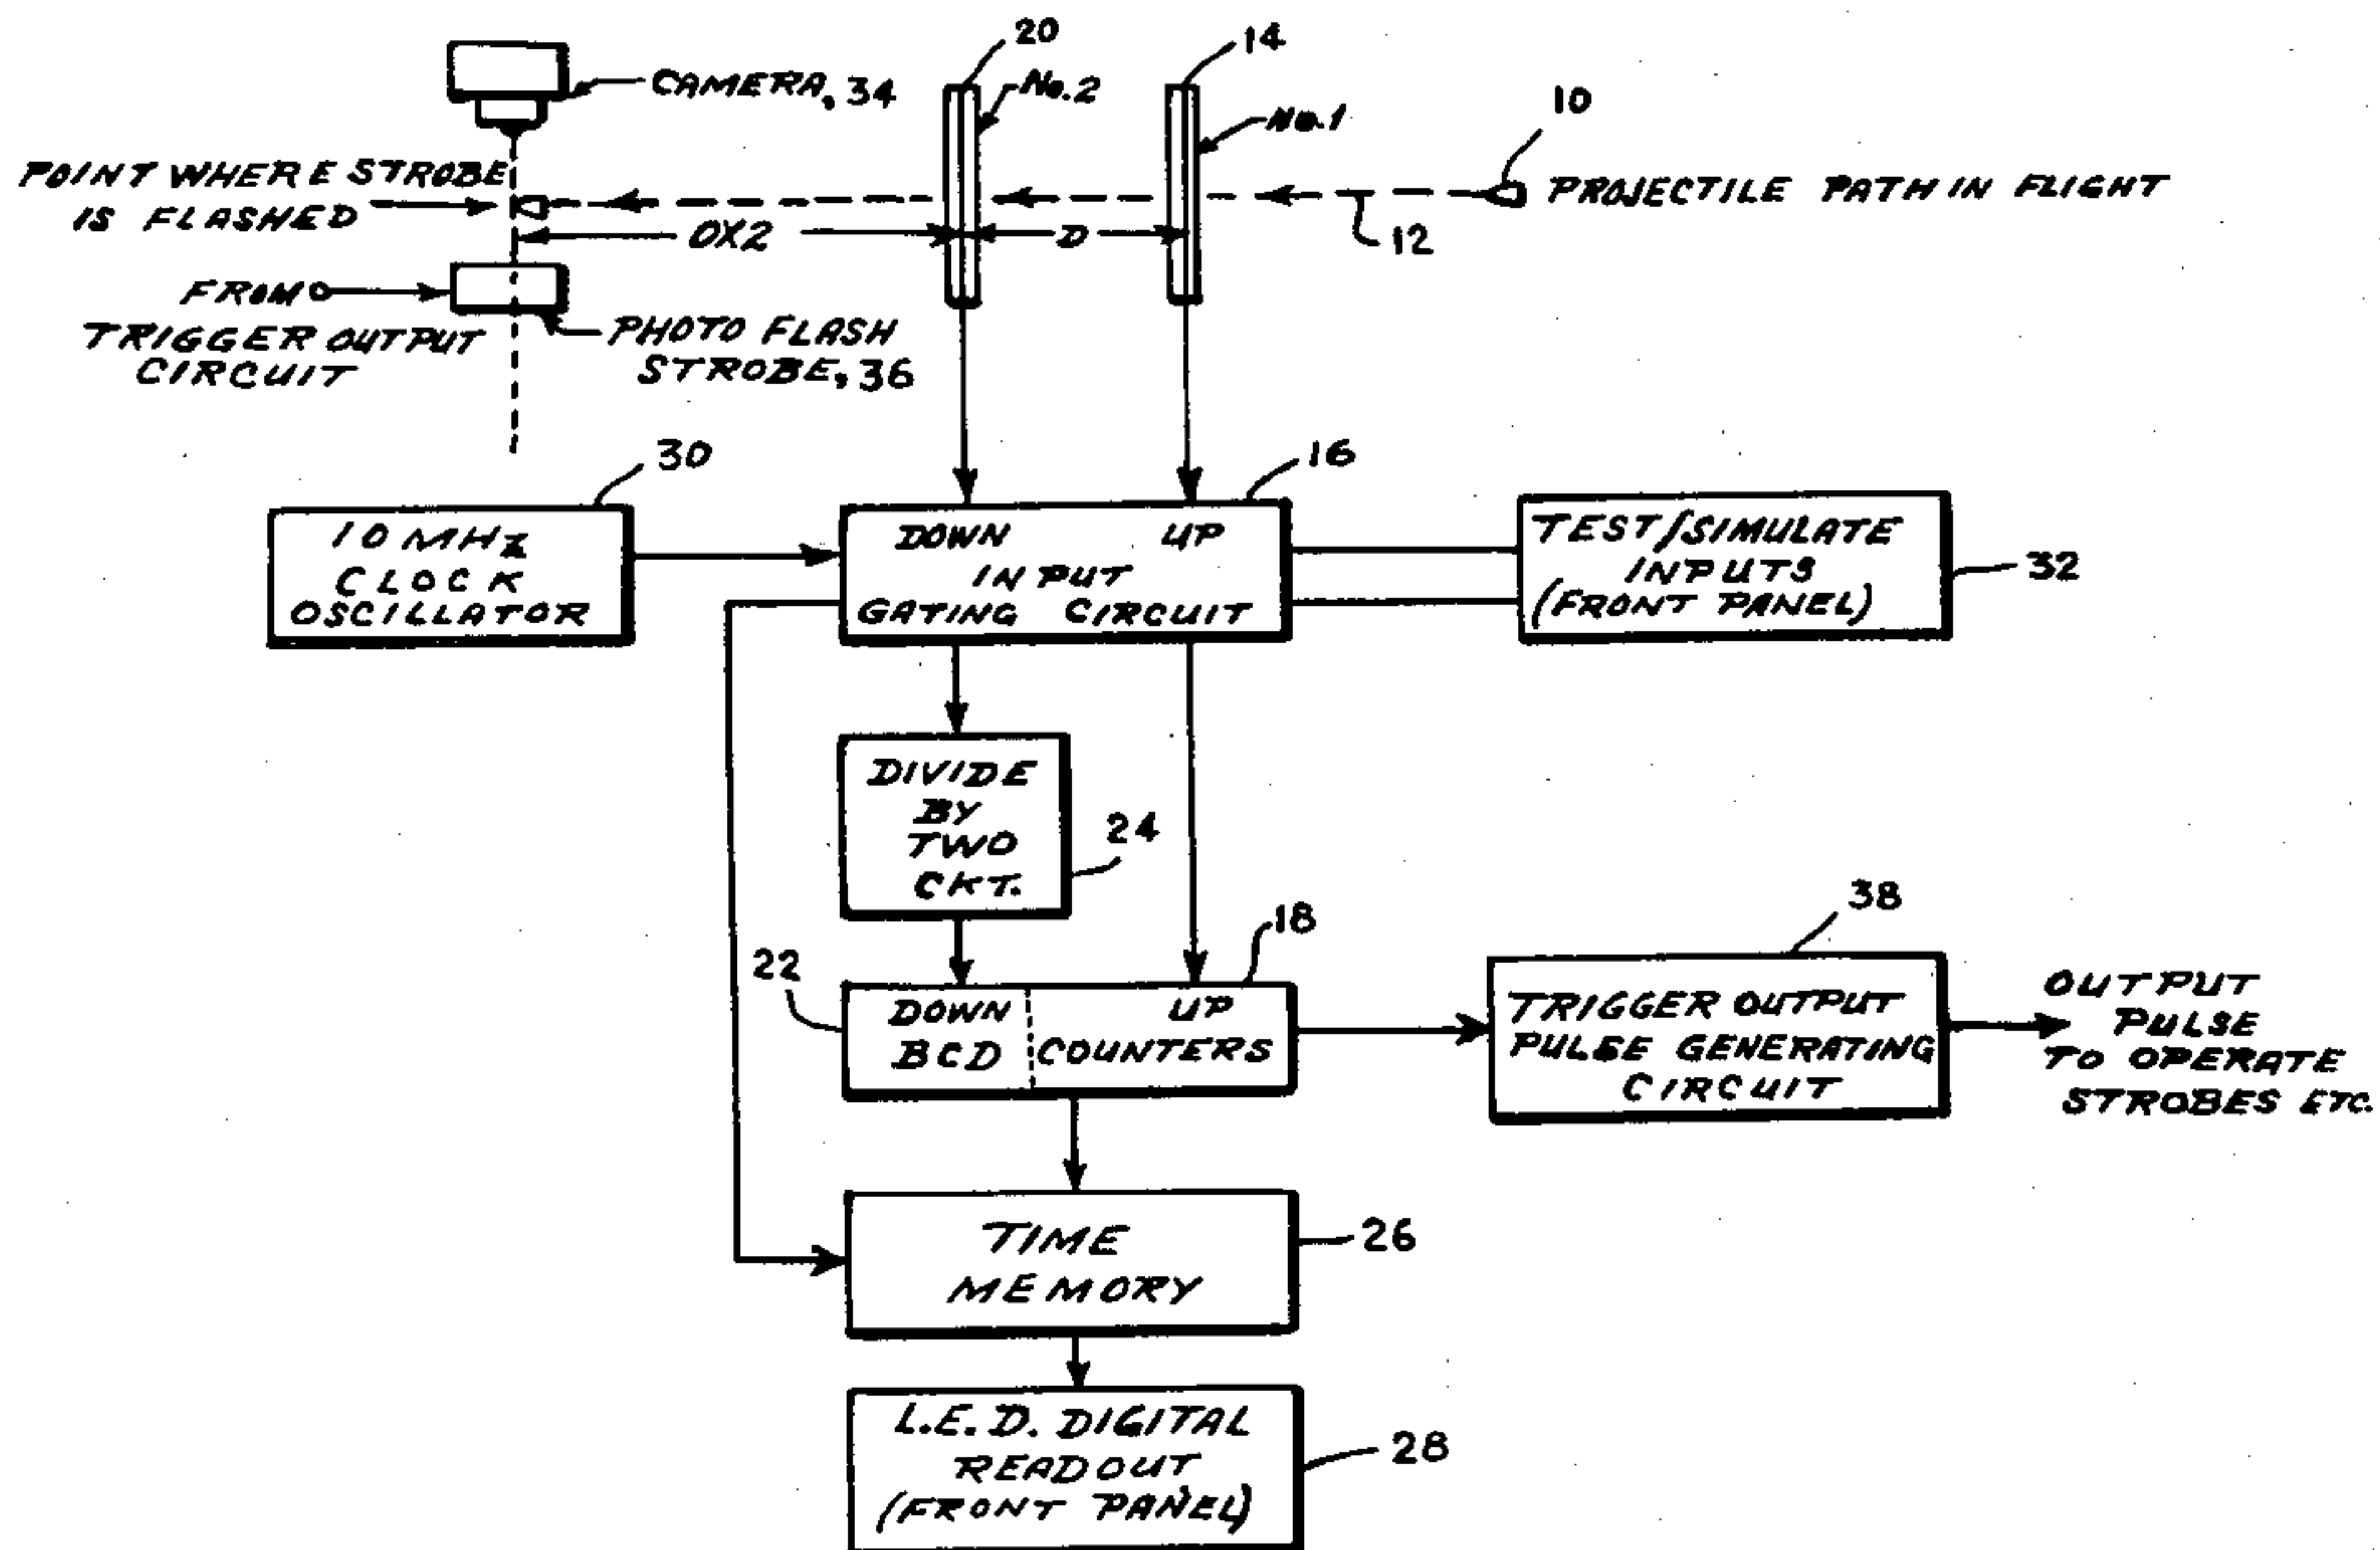 20
14
CAMERA, 34
No.2
No.1
10
POINT WHERE STROBE
IS FLASHED
PROJECTILE PATH IN FLIGHT
DX2
D
12
FROM
TRIGGER OUTPUT
CIRCUIT
PHOTO FLASH
STROBE, 36
30
16
10 MHz
CLOCK
OSCILLATOR
DOWN UP
INPUT
GATING CIRCUIT
TEST/SIMULATE
INPUTS
(FRONT PANEL)
32
DIVIDE
BY
TWO
CKT.
24
22
18
38
DOWN UP
BCD COUNTERS
TRIGGER OUTPUT
PULSE GENERATING
CIRCUIT
OUTPUT
PULSE
TO OPERATE
STROBES ETC.
TIME
MEMORY
26
L.E.D. DIGITAL
READOUT
(FRONT PANEL)
28